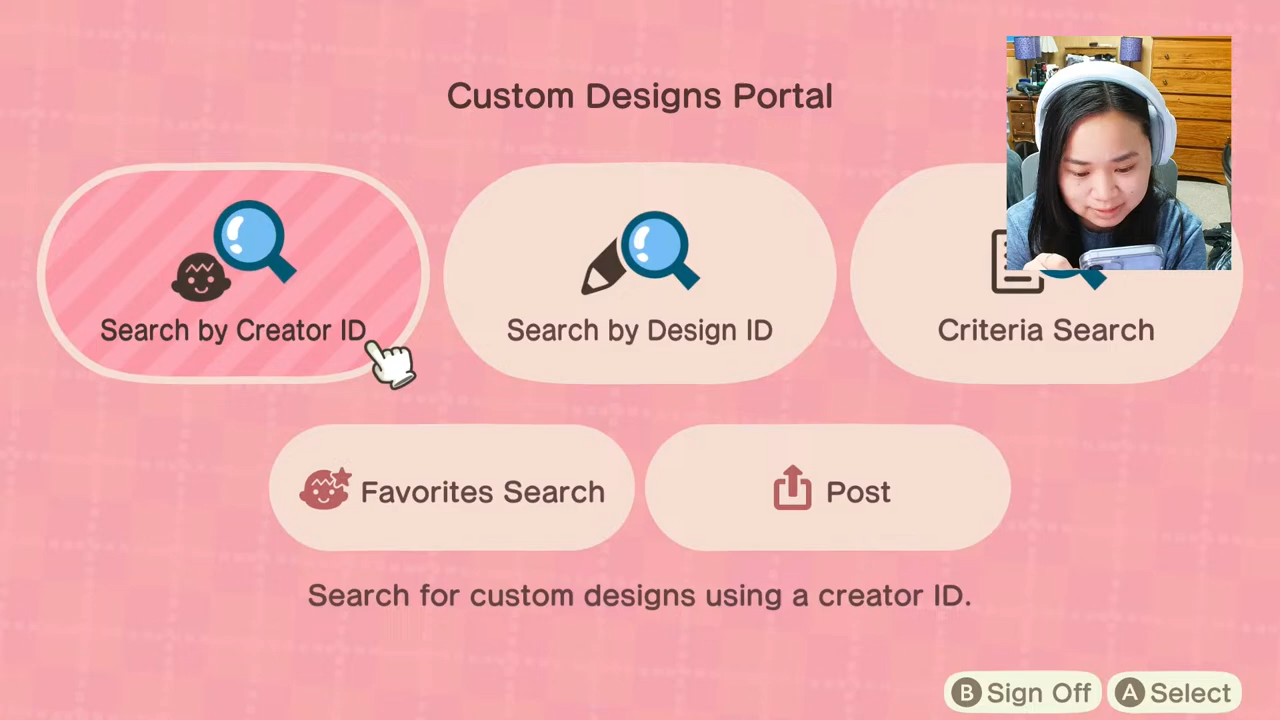 Custom Designs Portal
Search by Creator ID
Search by Design ID
Criteria Search
Favorites Search
Post
Search for custom designs using a creator ID.
B Sign Off
A Select